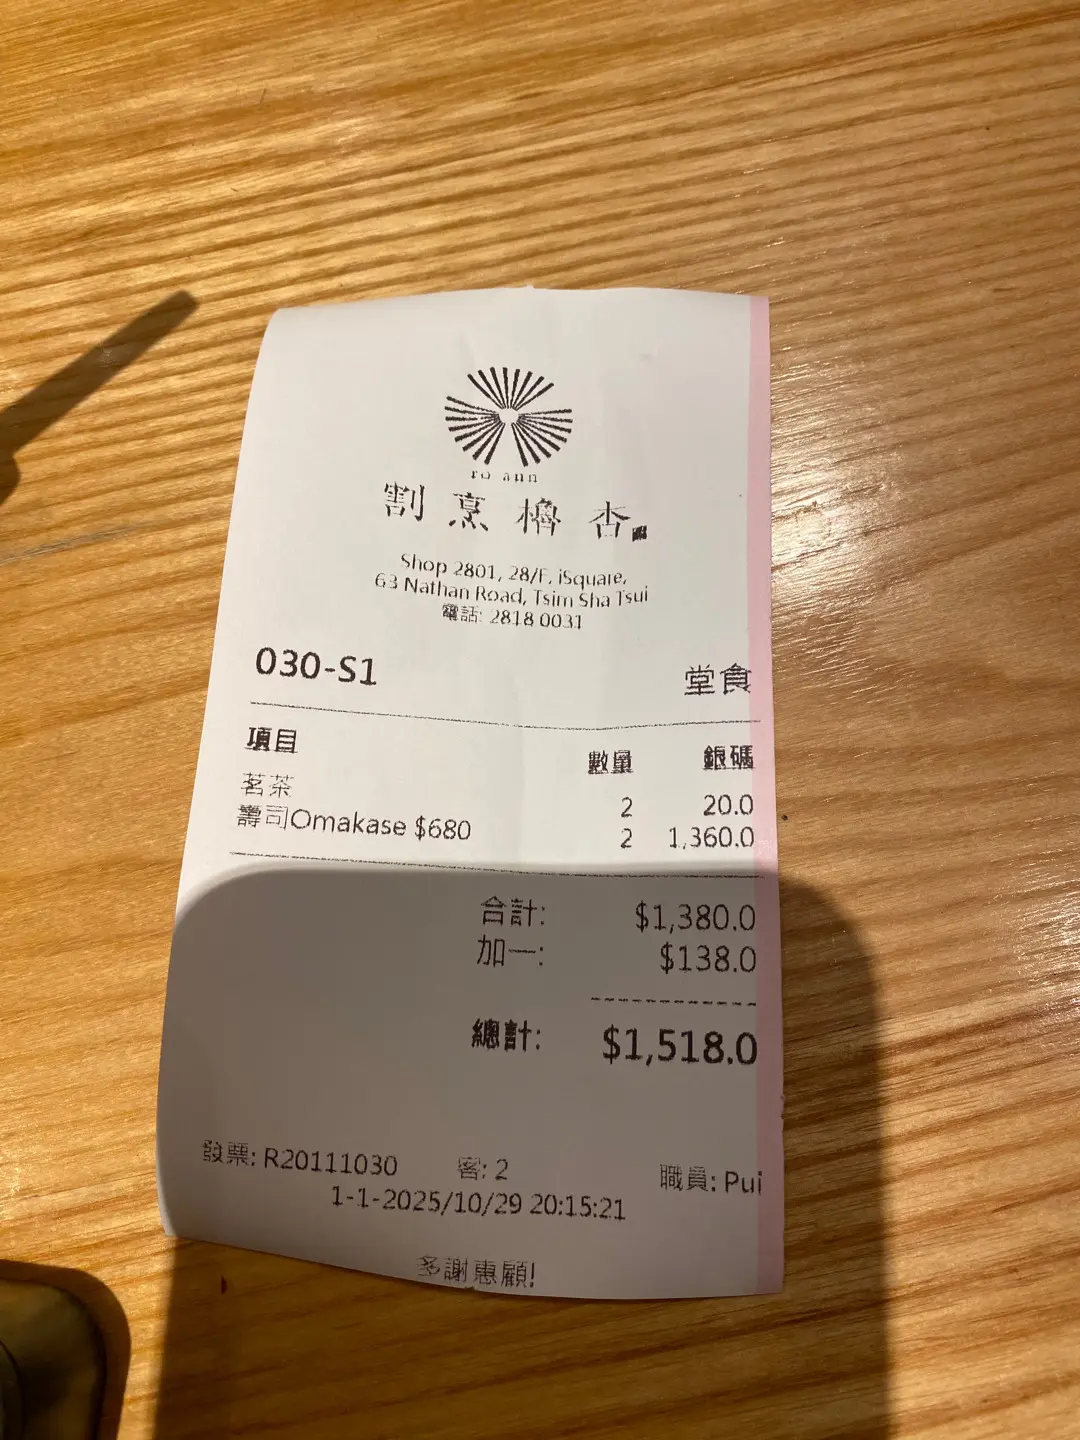 ro ann
割烹櫓杏
Shop 2801, 28/F, iSquare,
63 Nathan Road, Tsim Sha Tsui
電話: 2818 0031
030-S1 堂食
項目 數量 銀碼
茗茶 2 20.0
壽司Omakase $680 2 1,360.0
合計: $1,380.0
加一: $138.0
總計: $1,518.0
發票: R20111030 客: 2 職員: Pui
1-1-2025/10/29 20:15:21
多謝惠顧!